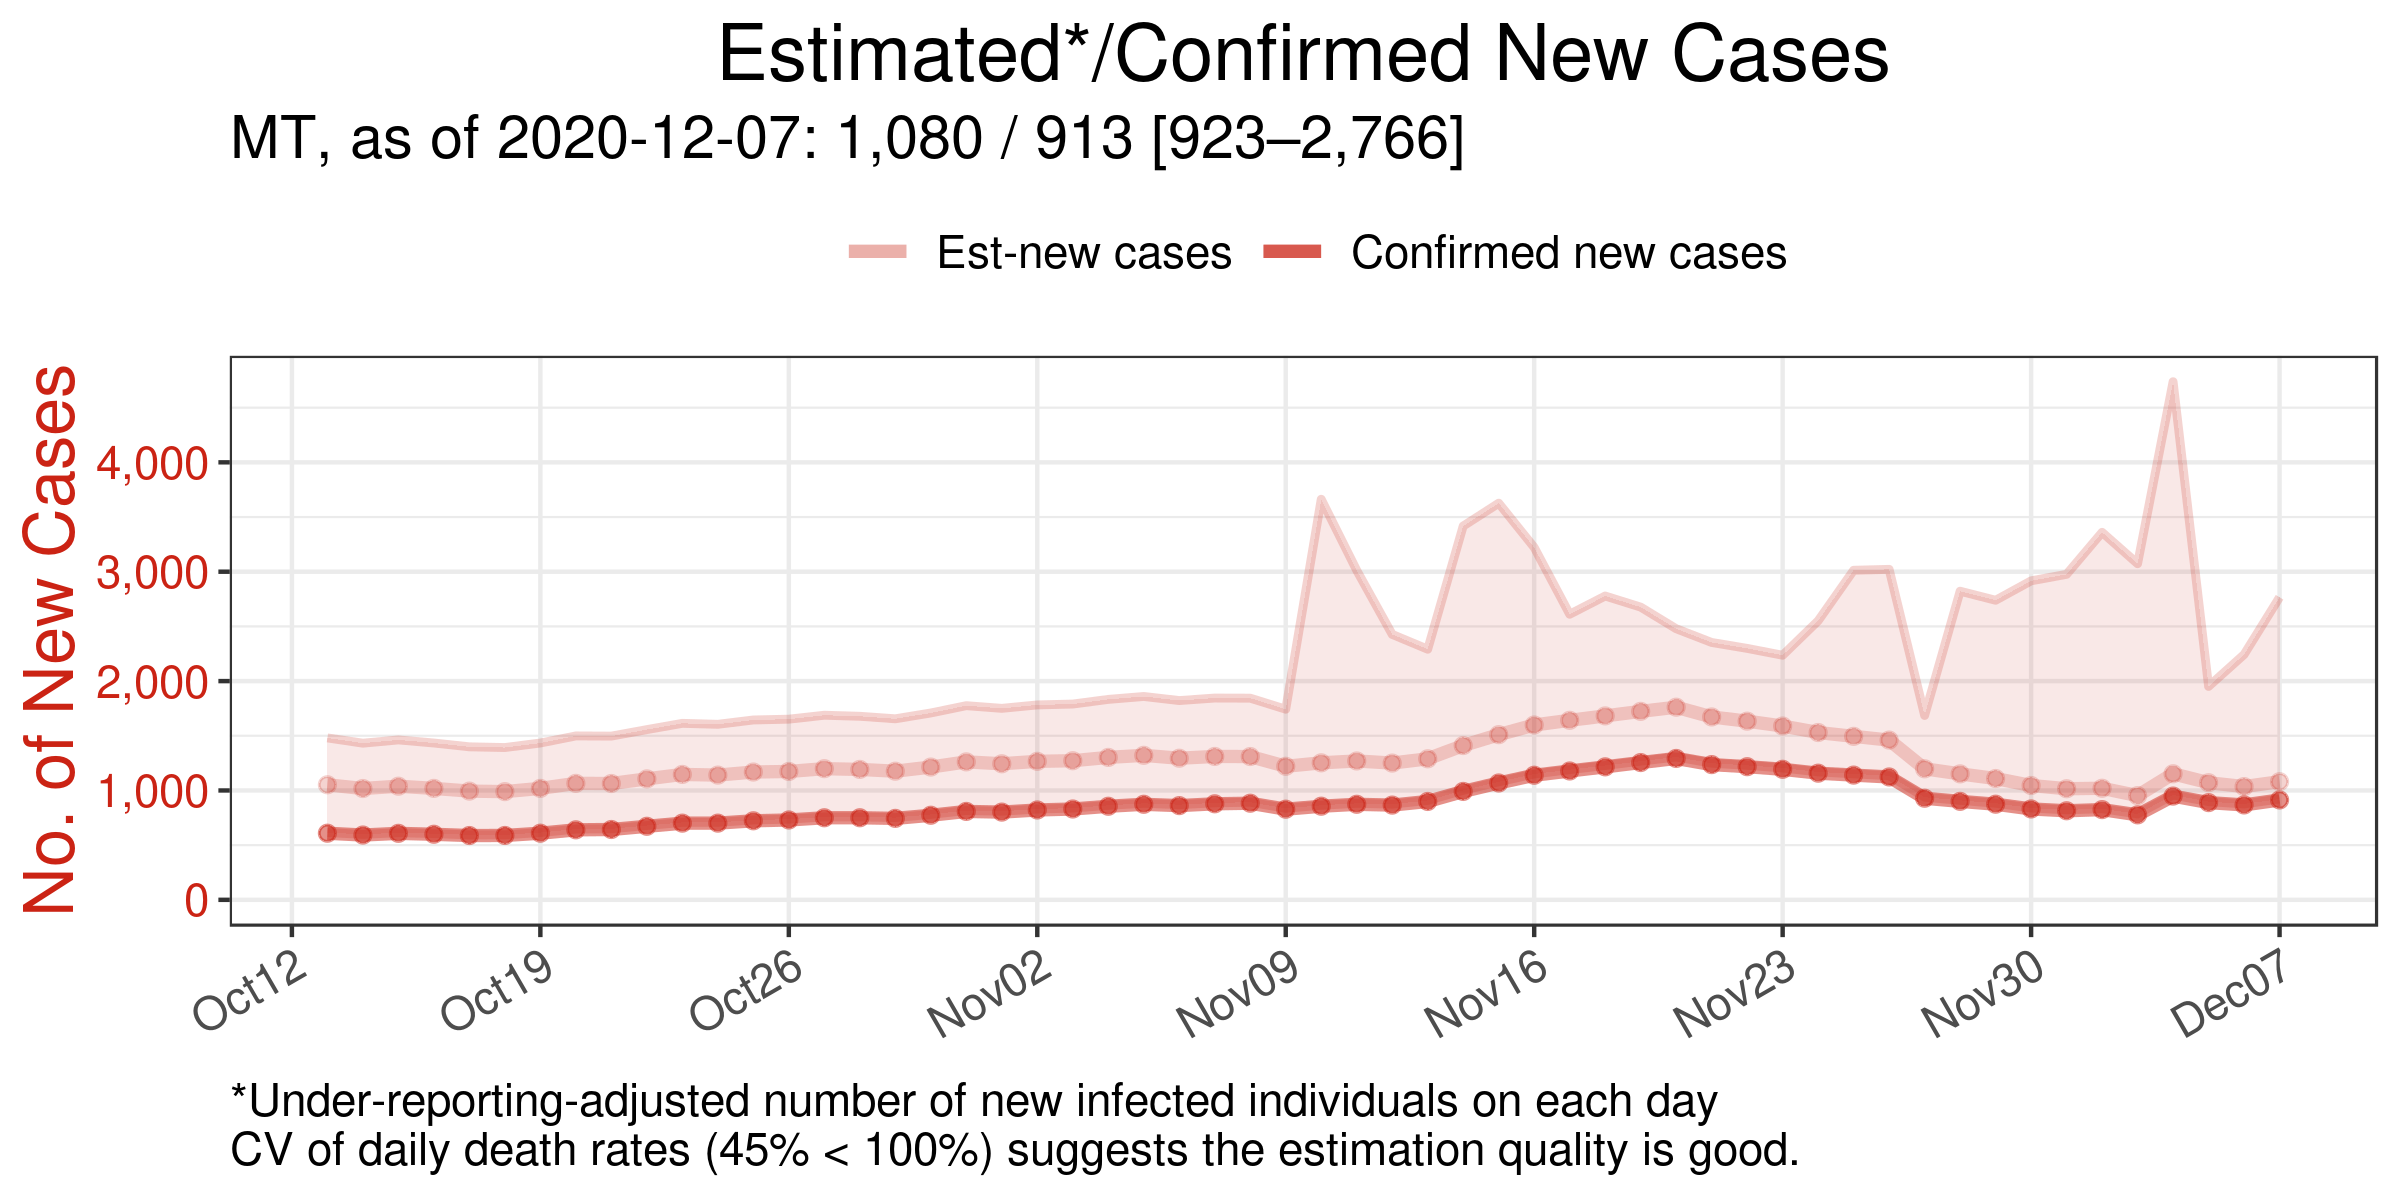 Estimated*/Confirmed New Cases
MT, as of 2020-12-07: 1,080 / 913 [923–2,766]
Est-new cases
Confirmed new cases
No. of New Cases
4,000
3,000
2,000
1,000
0
Oct12
Oct19
Oct26
Nov02
Nov09
Nov16
Nov23
Nov30
Dec07
*Under-reporting-adjusted number of new infected individuals on each day
CV of daily death rates (45% < 100%) suggests the estimation quality is good.